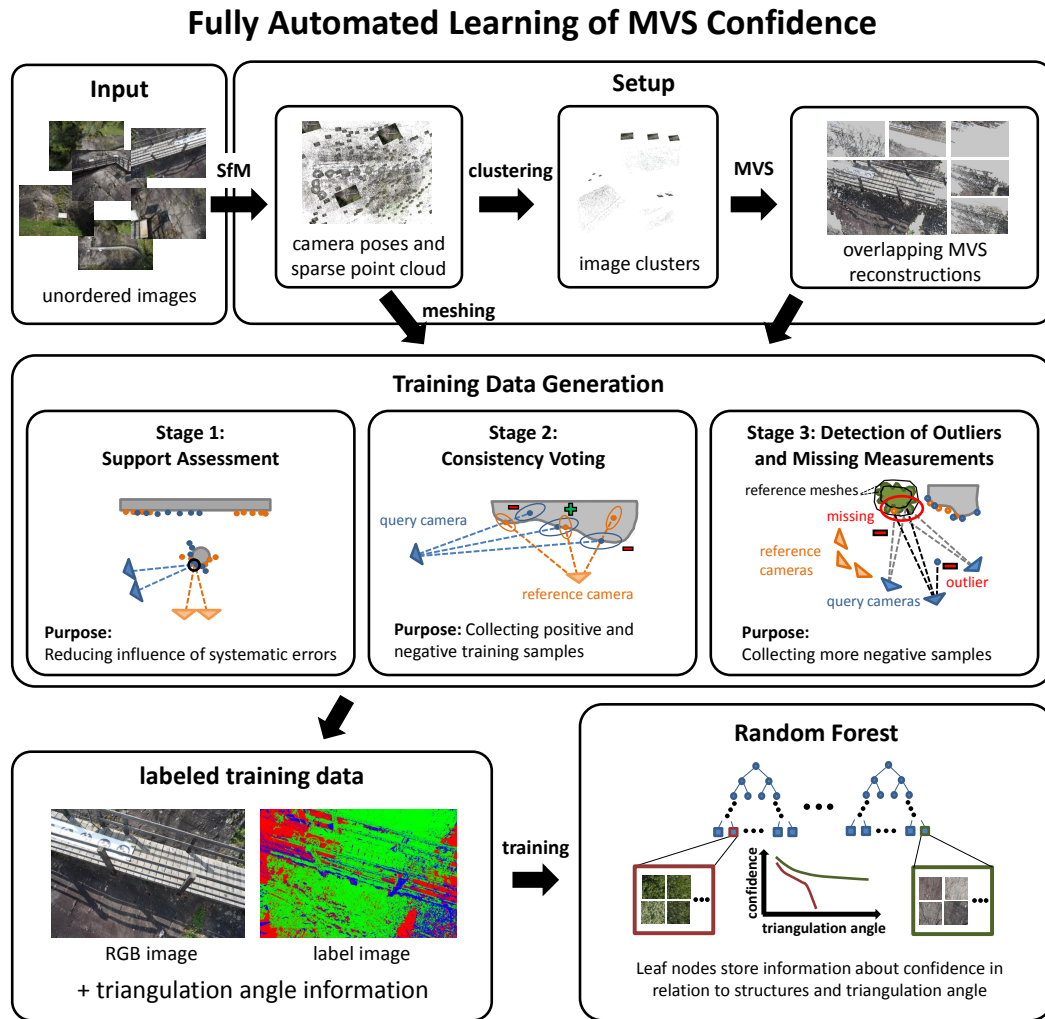 Fully Automated Learning of MVS Confidence
Input
unordered images
SfM
Setup
camera poses and
sparse point cloud
clustering
image clusters
MVS
overlapping MVS
reconstructions
meshing
Training Data Generation
Stage 1:
Support Assessment
Purpose:
Reducing influence of systematic errors
Stage 2:
Consistency Voting
query camera
reference camera
Purpose: Collecting positive and
negative training samples
Stage 3: Detection of Outliers
and Missing Measurements
reference meshes
missing
reference
cameras
outlier
query cameras
Purpose:
Collecting more negative samples
labeled training data
RGB image
label image
+ triangulation angle information
training
Random Forest
confidence
triangulation angle
Leaf nodes store information about confidence in
relation to structures and triangulation angle